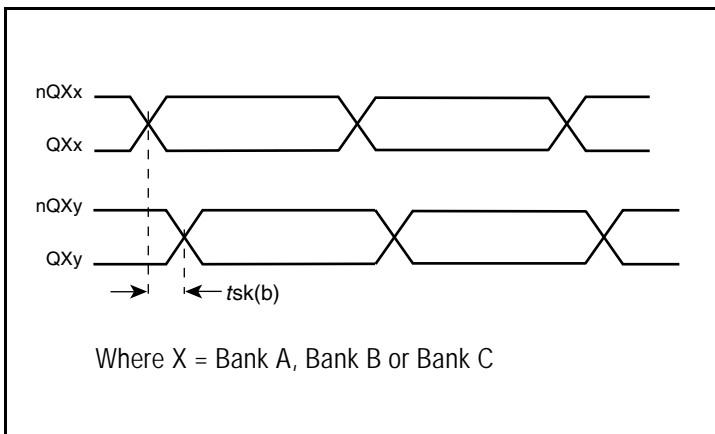 nQXx
QXx
nQXy
QXy
tsk(b)
Where X = Bank A, Bank B or Bank C